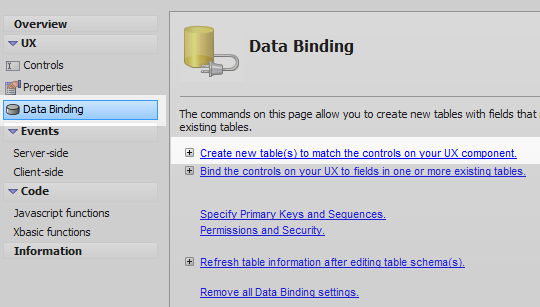 Overview
UX
Controls
Properties
Data Binding
Events
Server-side
Client-side
Code
Javascript functions
Xbasic functions
Information
Data Binding
The commands on this page allow you to create new tables with fields that
existing tables.
Create new table(s) to match the controls on your UX component.
Bind the controls on your UX to fields in one or more existing tables.
Specify Primary Keys and Sequences.
Permissions and Security.
Refresh table information after editing table schema(s).
Remove all Data Binding settings.